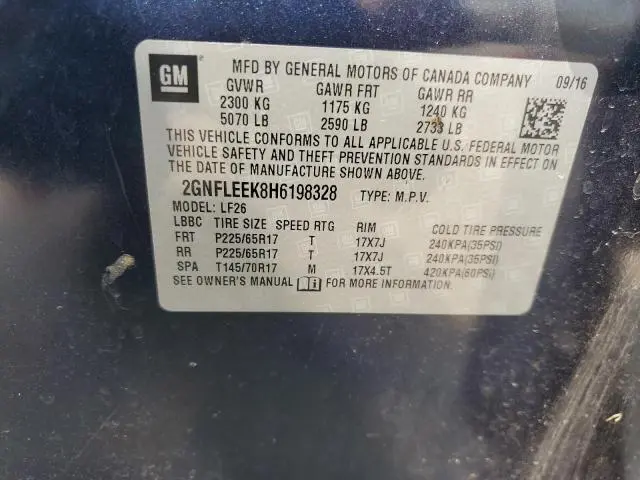 GM
MFD BY GENERAL MOTORS OF CANADA COMPANY 09/16
GVWR GAWR FRT GAWR RR
2300 KG 1175 KG 1240 KG
5070 LB 2590 LB 2733 LB
THIS VEHICLE CONFORMS TO ALL APPLICABLE U.S. FEDERAL MOTOR
VEHICLE SAFETY AND THEFT PREVENTION STANDARDS IN EFFECT ON
THE DATE OF MANUFACTURE SHOWN ABOVE.
2GNFLEEK8H6198328 TYPE: M.P.V.
MODEL: LF26
LBBC TIRE SIZE SPEED RTG RIM COLD TIRE PRESSURE
FRT P225/65R17 T 17X7J 240KPA(35PSI)
RR P225/65R17 T 17X7J 240KPA(35PSI)
SPA T145/70R17 M 17X4.5T 420KPA(60PSI)
SEE OWNER'S MANUAL FOR MORE INFORMATION.